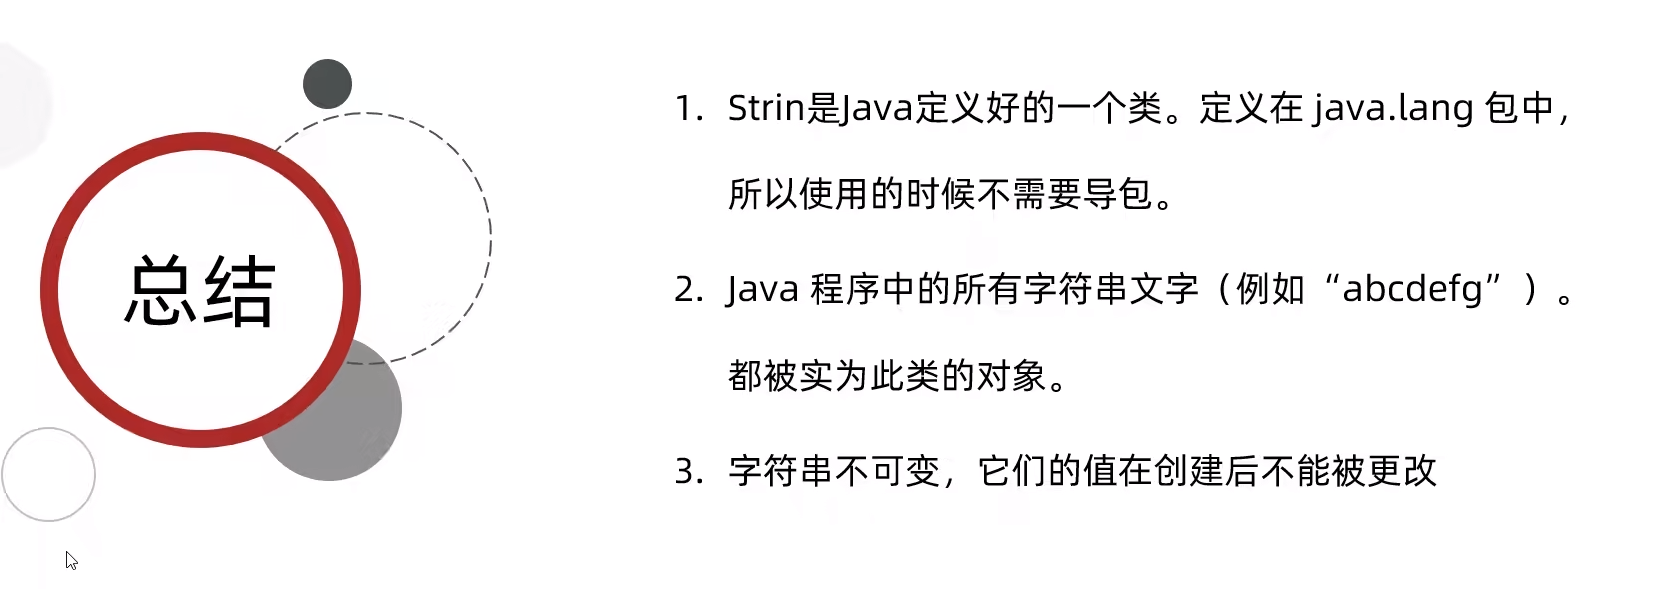 总结
1. Strin是Java定义好的一个类。定义在 java.lang 包中，
所以使用的时候不需要导包。
2. Java 程序中的所有字符串文字（例如“abcdefg”）。
都被实为此类的对象。
3. 字符串不可变，它们的值在创建后不能被更改